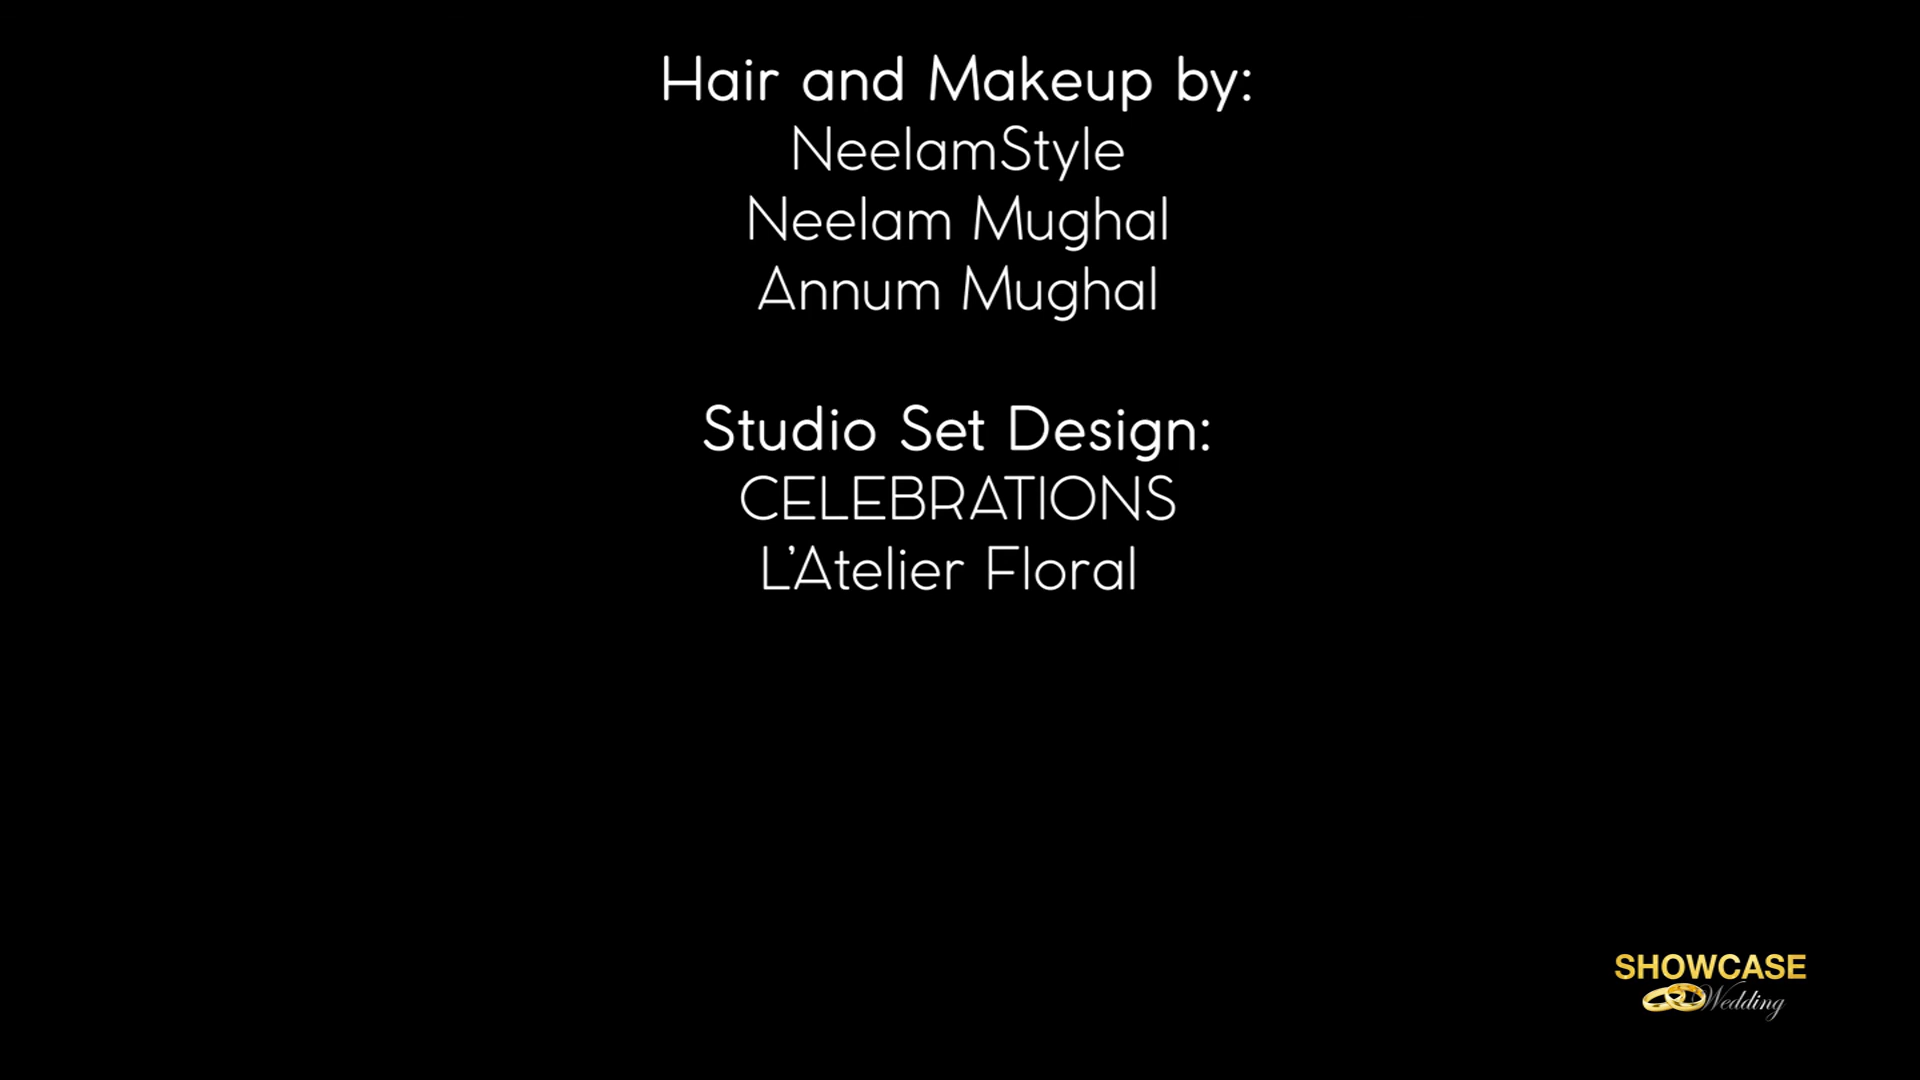 Hair and Makeup by:
NeelamStyle
Neelam Mughal
Annum Mughal
Studio Set Design:
CELEBRATIONS
L’Atelier Floral
SHOWCASE
Wedding